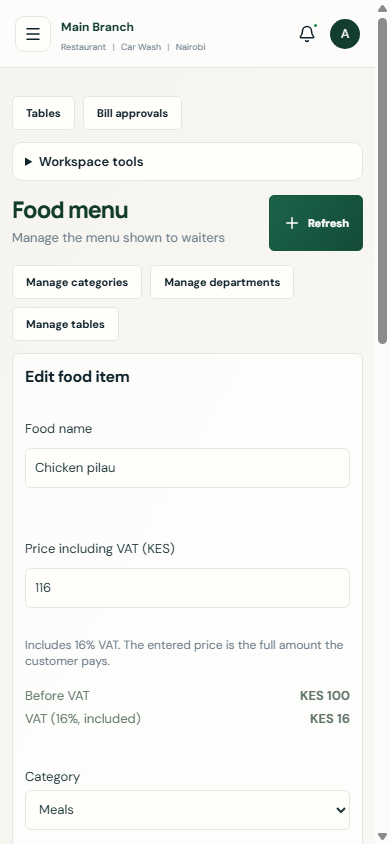 Main Branch
Restaurant | Car Wash | Nairobi
A
Tables
Bill approvals
Workspace tools
Food menu
Manage the menu shown to waiters
Refresh
Manage categories
Manage departments
Manage tables
Edit food item
Food name
Chicken pilau
Price including VAT (KES)
116
Includes 16% VAT. The entered price is the full amount the
customer pays.
Before VAT KES 100
VAT (16%, included) KES 16
Category
Meals